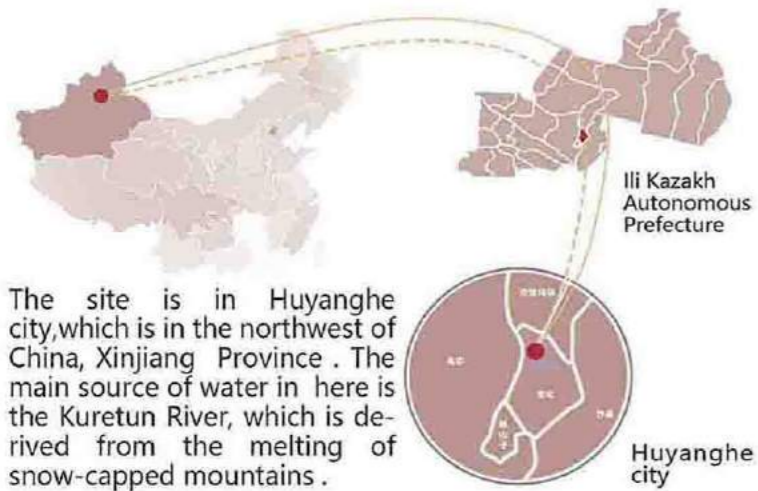 Ili Kazakh
Autonomous
Prefecture
The site is in Huyanghe
city,which is in the northwest of
China, Xinjiang Province . The
main source of water in here is
the Kuretun River, which is de-
rived from the melting of
snow-capped mountains .
Huyanghe
city